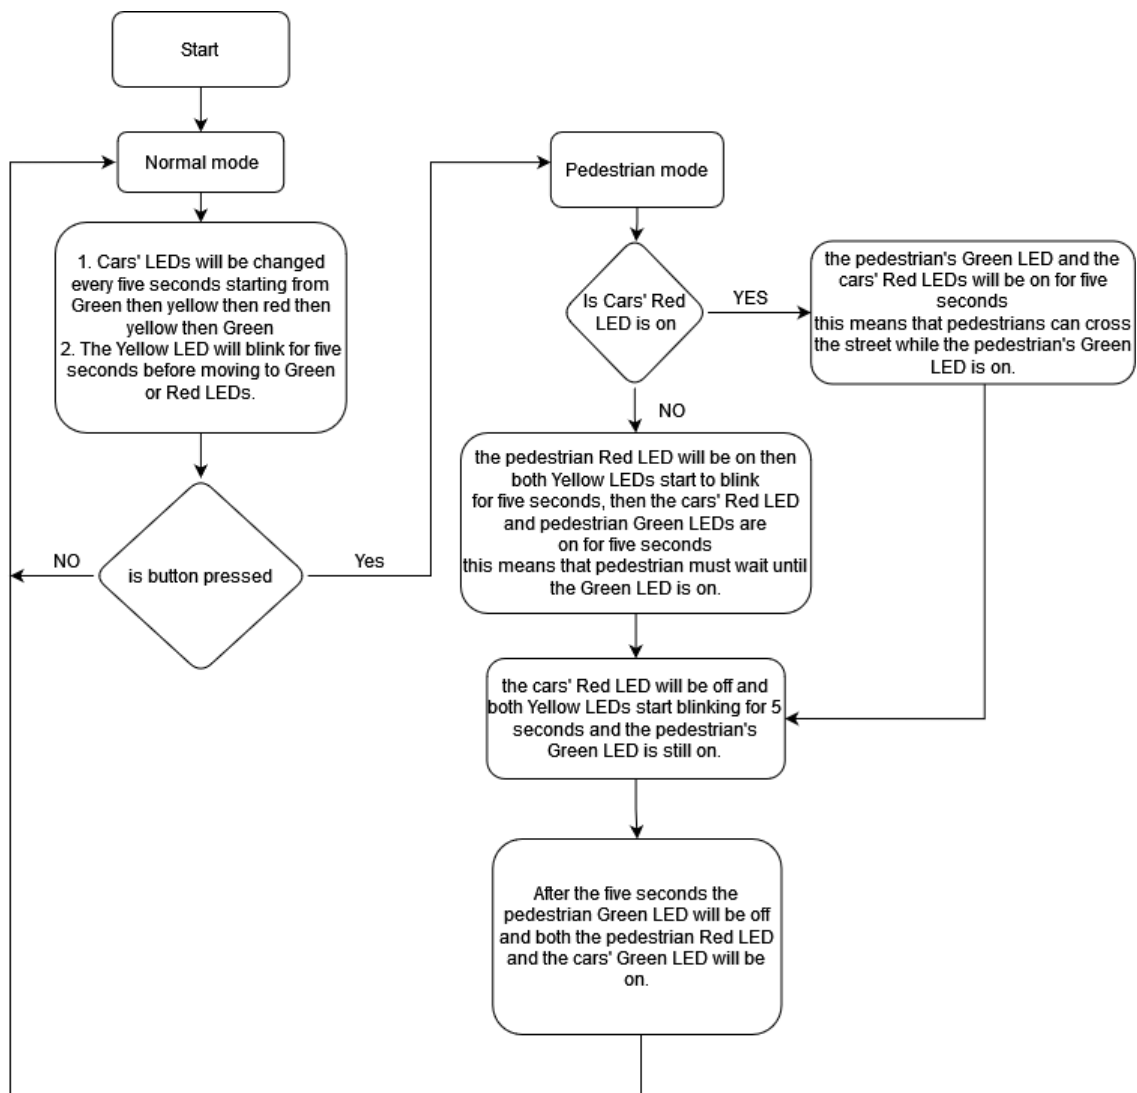 Start
Normal mode
1. Cars' LEDs will be changed
every five seconds starting from
Green then yellow then red then
yellow then Green
2. The Yellow LED will blink for five
seconds before moving to Green
or Red LEDs.
NO
is button pressed
Yes
Pedestrian mode
Is Cars' Red
LED is on
YES
the pedestrian's Green LED and the
cars' Red LEDs will be on for five
seconds
this means that pedestrians can cross
the street while the pedestrian's Green
LED is on.
NO
the pedestrian Red LED will be on then
both Yellow LEDs start to blink
for five seconds, then the cars' Red LED
and pedestrian Green LEDs are
on for five seconds
this means that pedestrian must wait until
the Green LED is on.
the cars' Red LED will be off and
both Yellow LEDs start blinking for 5
seconds and the pedestrian's
Green LED is still on.
After the five seconds the
pedestrian Green LED will be off
and both the pedestrian Red LED
and the cars' Green LED will be
on.